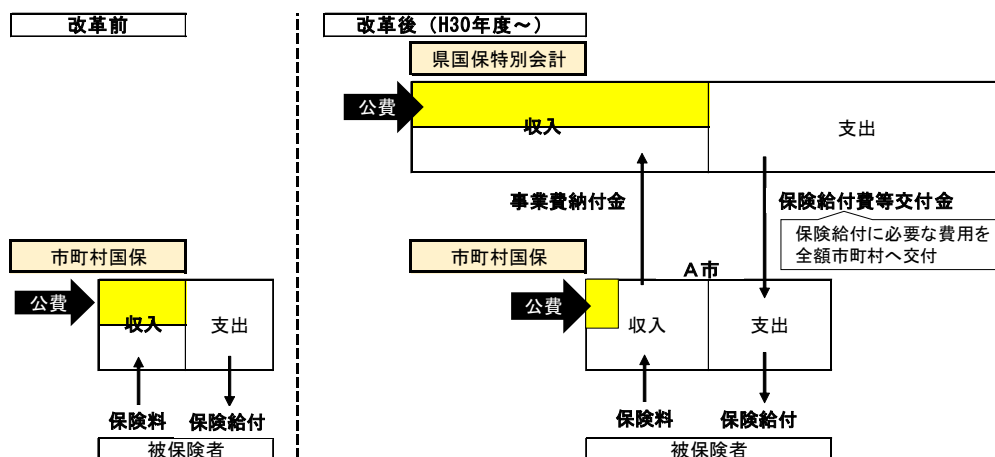 改革前
改革後（H30年度～）
県国保特別会計
公費
収入
支出
事業費納付金
保険給付費等交付金
保険給付に必要な費用を
全額市町村へ交付
市町村国保
公費
収入
支出
保険料
保険給付
被保険者
市町村国保
A市
公費
収入
支出
保険料
保険給付
被保険者